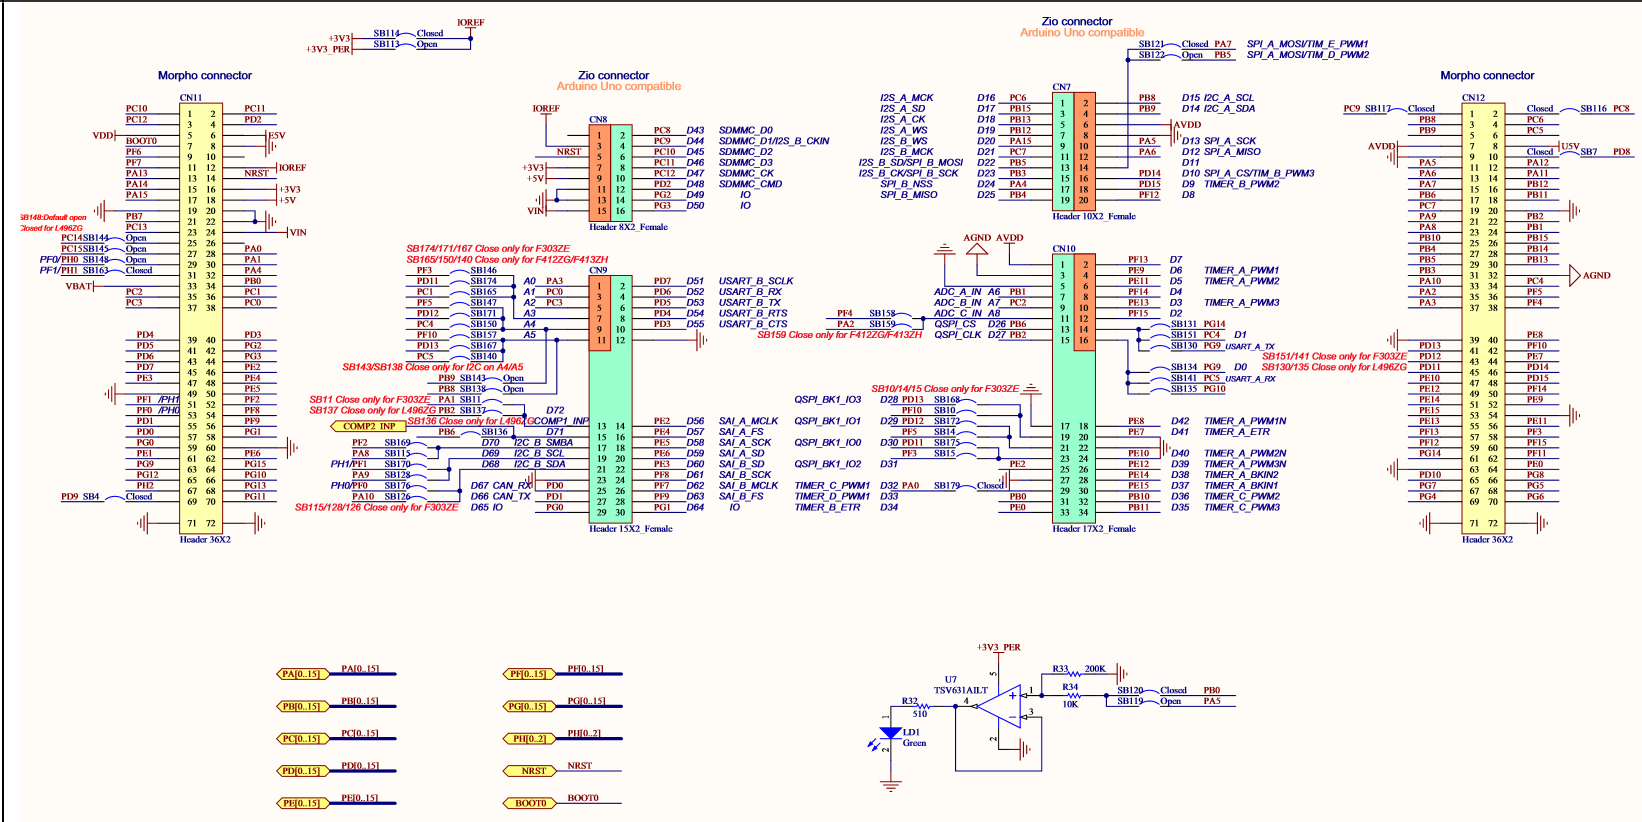 SB114 Closed IOREF
+3V3
+3V3_PER SB113 Open
Morpho connector
CN11
PC10 1 2 PC11
PC12 3 4 PD2
VDD 5 6 E5V
BOOT0 7 8
PF6 9 10
PF7 11 12 IOREF
PA13 13 14 NRST
PA14 15 16 +3V3
PA15 17 18 +5V
19 20
PB7 21 22
PC13 23 24 VIN
SB148:Default open
Closed for L496ZG
PC14 SB144 Open 25 26
PC15 SB145 Open 27 28 PA0
PF0/PH0 SB148 Open 29 30 PA1
PF1/PH1 SB163 Closed 31 32 PA4
VBAT 33 34 PB0
PC2 35 36 PC1
PC3 37 38 PC0
PD4 39 40 PD3
PD5 41 42 PG2
PD6 43 44 PG3
PD7 45 46 PE2
PE3 47 48 PE4
49 50 PE5
PF1 /PH1 51 52 PF2
PF0 /PH0 53 54 PF8
PD1 55 56 PF9
PD0 57 58 PG1
PG0 59 60
PE1 61 62 PE6
PG9 63 64 PG15
PG12 65 66 PG10
PH2 67 68 PG13
PD9 SB4 Closed 69 70 PG11
71 72
Header 36X2
Zio connector
Arduino Uno compatible
IOREF
CN8
1 2 PC8 D43 SDMMC_D0
3 4 PC9 D44 SDMMC_D1/I2S_B_CKIN
NRST 5 6 PC10 D45 SDMMC_D2
+3V3 7 8 PC11 D46 SDMMC_D3
+5V 9 10 PC12 D47 SDMMC_CK
11 12 PD2 D48 SDMMC_CMD
13 14 PG2 D49 IO
VIN 15 16 PG3 D50 IO
Header 8X2_Female
SB174/171/167 Close only for F303ZE
SB165/150/140 Close only for F412ZG/F413ZH
CN9
PF3 SB146
PD11 SB174 A0 PA3 1 2 PD7 D51 USART_B_SCLK
PC1 SB165 A1 PC0 3 4 PD6 D52 USART_B_RX
PF5 SB147 A2 PC3 5 6 PD5 D53 USART_B_TX
PD12 SB171 A3 7 8 PD4 D54 USART_B_RTS
PC4 SB150 A4 9 10 PD3 D55 USART_B_CTS
PF10 SB157 A5 11 12
PD13 SB167
PC5 SB140
SB143/SB138 Close only for I2C on A4/A5
PB9 SB143 Open
PB8 SB138 Open
SB11 Close only for F303ZE PA1 SB11
SB137 Close only for L496ZG PB2 SB137 D72
SB136 Close only for L496ZG COMP1_INP 13 14 PE2 D56 SAI_A_MCLK
COMP2_INP
PB6 SB136 D71 15 16 PE4 D57 SAI_A_FS
PF2 SB169 D70 I2C_B_SMBA 17 18 PE5 D58 SAI_A_SCK
PA8 SB115 D69 I2C_B_SCL 19 20 PE6 D59 SAI_A_SD
PH1/PF1 SB170 D68 I2C_B_SDA 21 22 PE3 D60 SAI_B_SD
PA9 SB128 23 24 PF8 D61 SAI_B_SCK
PH0/PF0 SB176 D67 CAN_RX PD0 25 26 PF7 D62 SAI_B_MCLK
PA10 SB126 D66 CAN_TX PD1 27 28 PF9 D63 SAI_B_FS
SB115/128/126 Close only for F303ZE D65 IO PG0 29 30 PG1 D64 IO
Header 15X2_Female
Zio connector
Arduino Uno compatible
SB121 Closed PA7 SPI_A_MOSI/TIM_E_PWM1
SB122 Open PB5 SPI_A_MOSI/TIM_D_PWM2
CN7
I2S_A_MCK D16 PC6 1 2 PB8 D15 I2C_A_SCL
I2S_A_SD D17 PB15 3 4 PB9 D14 I2C_A_SDA
I2S_A_CK D18 PB13 5 6 AVDD
I2S_A_WS D19 PB12 7 8
I2S_B_WS D20 PA15 9 10 PA5 D13 SPI_A_SCK
I2S_B_MCK D21 PC7 11 12 PA6 D12 SPI_A_MISO
I2S_B_SD/SPI_B_MOSI D22 PB5 13 14 D11
I2S_B_CK/SPI_B_SCK D23 PB3 15 16 PD14 D10 SPI_A_CS/TIM_B_PWM3
SPI_B_NSS D24 PA4 17 18 PD15 D9 TIMER_B_PWM2
SPI_B_MISO D25 PB4 19 20 PF12 D8
Header 10X2_Female
AGND AVDD
CN10
1 2 PF13 D7
3 4 PE9 D6 TIMER_A_PWM1
5 6 PE11 D5 TIMER_A_PWM2
ADC_A_IN A6 PB1 7 8 PF14 D4
ADC_B_IN A7 PC2 9 10 PE13 D3 TIMER_A_PWM3
PF4 SB158 ADC_C_IN A8 11 12 PF15 D2
PA2 SB159 QSPI_CS D26 PB6 13 14 SB131 PG14
SB159 Close only for F412ZG/F413ZH QSPI_CLK D27 PB2 15 16 SB151 PC4 D1
SB130 PG9 USART_A_TX
SB134 PG9 D0
SB141 PC5 USART_A_RX
SB135 PG10
SB151/141 Close only for F303ZE
SB130/135 Close only for L496ZG
SB10/14/15 Close only for F303ZE
QSPI_BK1_IO3 D28 PD13 SB168
PF10 SB10
QSPI_BK1_IO1 D29 PD12 SB172 17 18 PE8 D42 TIMER_A_PWM1N
PF5 SB14 19 20 PE7 D41 TIMER_A_ETR
QSPI_BK1_IO0 D30 PD11 SB175 21 22
PF3 SB15 23 24 PE10 D40 TIMER_A_PWM2N
QSPI_BK1_IO2 D31 PE2 25 26 PE12 D39 TIMER_A_PWM3N
27 28 PE14 D38 TIMER_A_BKIN2
TIMER_C_PWM1 D32 PA0 SB179 Closed 29 30 PE15 D37 TIMER_A_BKIN1
TIMER_D_PWM1 D33 PB0 31 32 PB10 D36 TIMER_C_PWM2
TIMER_B_ETR D34 PE0 33 34 PB11 D35 TIMER_C_PWM3
Header 17X2_Female
Morpho connector
CN12
PC9 SB117 Closed 1 2 Closed SB116 PC8
PB8 3 4 PC6
PB9 5 6 PC5
AVDD 7 8 U5V
9 10 Closed SB7 PD8
PA5 11 12 PA12
PA6 13 14 PA11
PA7 15 16 PB12
PB6 17 18 PB11
PC7 19 20
PA9 21 22 PB2
PA8 23 24 PB1
PB10 25 26 PB15
PB4 27 28 PB14
PB5 29 30 PB13
PB3 31 32 AGND
PA10 33 34 PC4
PA2 35 36 PF5
PA3 37 38 PF4
39 40 PE8
PD13 41 42 PF10
PD12 43 44 PE7
PD11 45 46 PD14
PE10 47 48 PD15
PE12 49 50 PF14
PE14 51 52 PE9
PE15 53 54
PE13 55 56 PE11
PF13 57 58 PF3
PF12 59 60 PF15
PG14 61 62 PF11
63 64 PE0
PD10 65 66 PG8
PG7 67 68 PG5
PG4 69 70 PG6
71 72
Header 36X2
PA[0..15] PA[0..15]
PB[0..15] PB[0..15]
PC[0..15] PC[0..15]
PD[0..15] PD[0..15]
PE[0..15] PE[0..15]
PF[0..15] PF[0..15]
PG[0..15] PG[0..15]
PH[0..2] PH[0..2]
NRST NRST
BOOT0 BOOT0
+3V3_PER
U7
TSV631AILT
R33 200K
R34
10K
SB120 Closed PB0
SB119 Open PA5
R32
510
5
4
1
3
2
1
LD1
Green
2